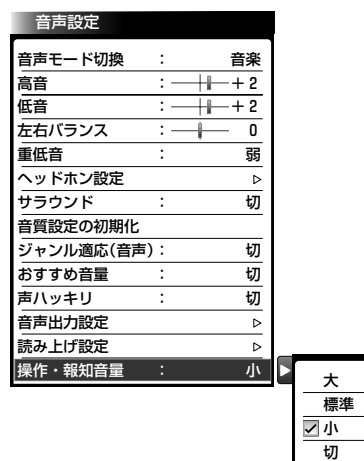 音声設定
音声モード切換 : 音楽
高音 : +2
低音 : +2
左右バランス : 0
重低音 : 弱
ヘッドホン設定
サラウンド : 切
音質設定の初期化
ジャンル適応(音声) : 切
おすすめ音量 : 切
声ハッキリ : 切
音声出力設定
読み上げ設定
操作・報知音量 : 小
大
標準
小
切